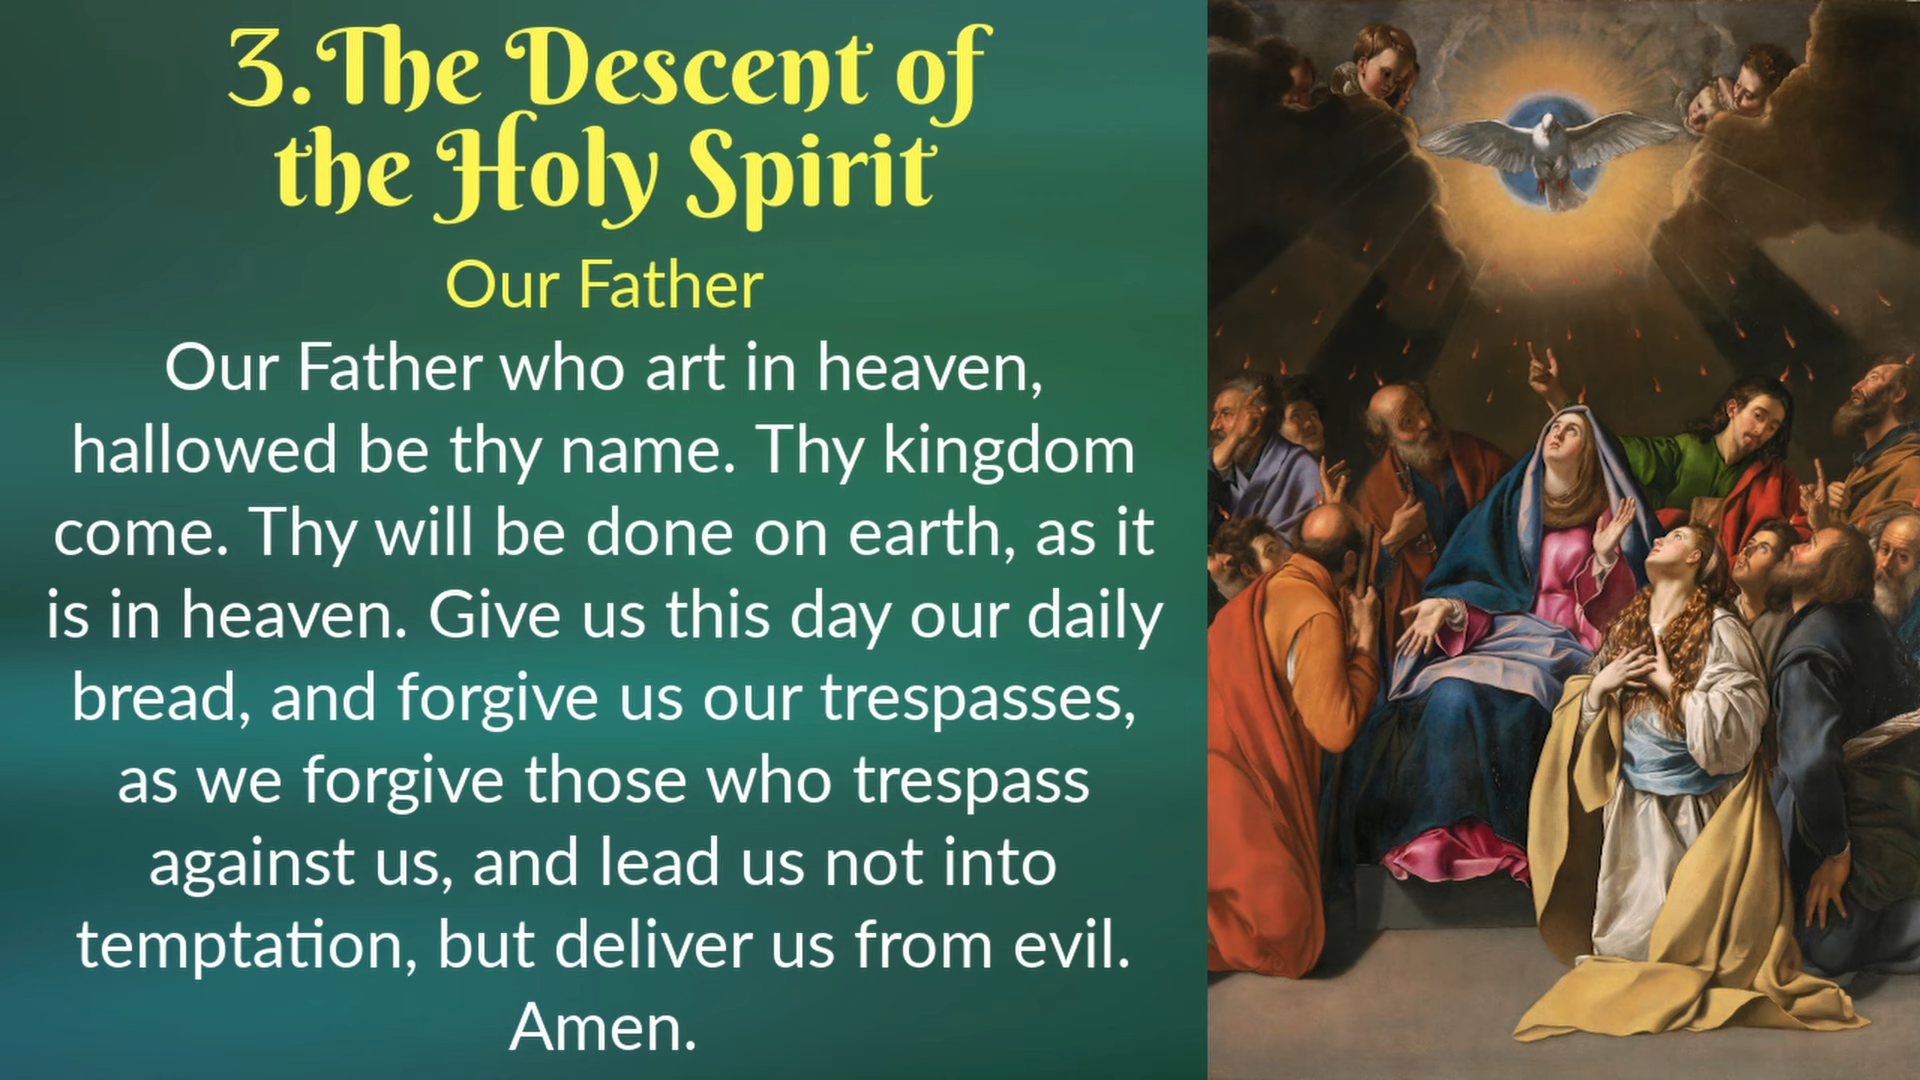 3.The Descent of
the Holy Spirit
Our Father
Our Father who art in heaven,
hallowed be thy name. Thy kingdom
come. Thy will be done on earth, as it
is in heaven. Give us this day our daily
bread, and forgive us our trespasses,
as we forgive those who trespass
against us, and lead us not into
temptation, but deliver us from evil.
Amen.